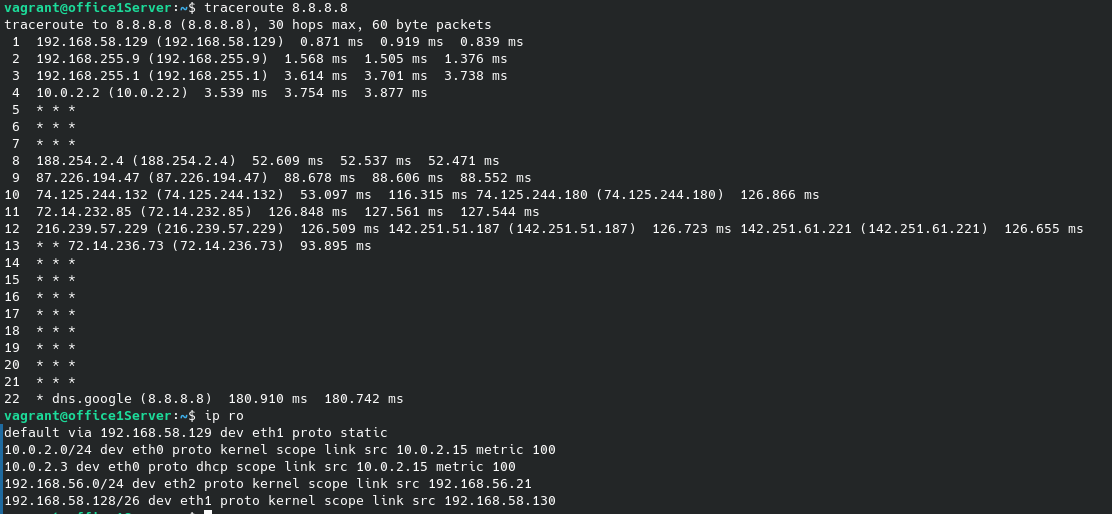 vagrant@office1Server:~$ traceroute 8.8.8.8
traceroute to 8.8.8.8 (8.8.8.8), 30 hops max, 60 byte packets
 1  192.168.58.129 (192.168.58.129)  0.871 ms  0.919 ms  0.839 ms
 2  192.168.255.9 (192.168.255.9)  1.568 ms  1.505 ms  1.376 ms
 3  192.168.255.1 (192.168.255.1)  3.614 ms  3.701 ms  3.738 ms
 4  10.0.2.2 (10.0.2.2)  3.539 ms  3.754 ms  3.877 ms
 5  * * *
 6  * * *
 7  * * *
 8  188.254.2.4 (188.254.2.4)  52.609 ms  52.537 ms  52.471 ms
 9  87.226.194.47 (87.226.194.47)  88.678 ms  88.606 ms  88.552 ms
10  74.125.244.132 (74.125.244.132)  53.097 ms  116.315 ms 74.125.244.180 (74.125.244.180)  126.866 ms
11  72.14.232.85 (72.14.232.85)  126.848 ms  127.561 ms  127.544 ms
12  216.239.57.229 (216.239.57.229)  126.509 ms 142.251.51.187 (142.251.51.187)  126.723 ms 142.251.61.221 (142.251.61.221)  126.655 ms
13  * * 72.14.236.73 (72.14.236.73)  93.895 ms
14  * * *
15  * * *
16  * * *
17  * * *
18  * * *
19  * * *
20  * * *
21  * * *
22  * dns.google (8.8.8.8)  180.910 ms  180.742 ms
vagrant@office1Server:~$ ip ro
default via 192.168.58.129 dev eth1 proto static
10.0.2.0/24 dev eth0 proto kernel scope link src 10.0.2.15 metric 100
10.0.2.3 dev eth0 proto dhcp scope link src 10.0.2.15 metric 100
192.168.56.0/24 dev eth2 proto kernel scope link src 192.168.56.21
192.168.58.128/26 dev eth1 proto kernel scope link src 192.168.58.130